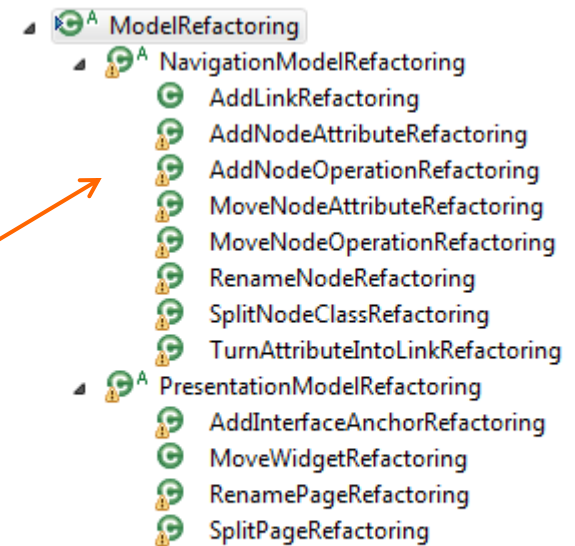 A ModelRefactoring
A NavigationModelRefactoring
C AddLinkRefactoring
C AddNodeAttributeRefactoring
C AddNodeOperationRefactoring
C MoveNodeAttributeRefactoring
C MoveNodeOperationRefactoring
C RenameNodeRefactoring
C SplitNodeClassRefactoring
C TurnAttributeIntoLinkRefactoring
A PresentationModelRefactoring
C AddInterfaceAnchorRefactoring
C MoveWidgetRefactoring
C RenamePageRefactoring
C SplitPageRefactoring